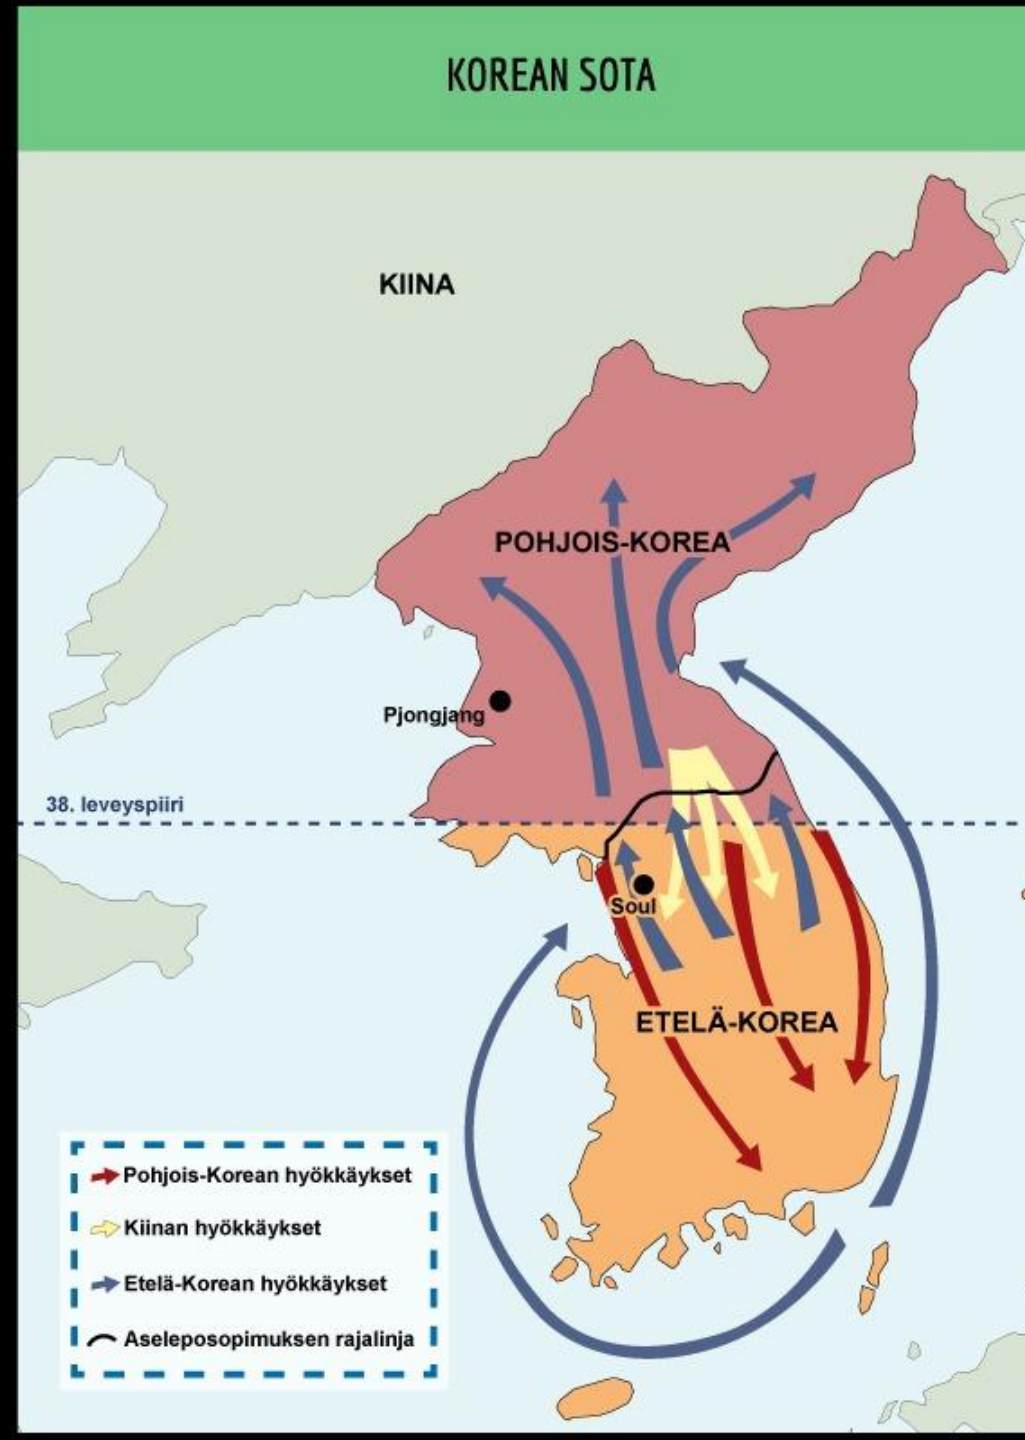 KOREAN SOTA
KIINA
POHJOIS-KOREA
Pjongjang
38. leveyspiiri
Soul
ETELÄ-KOREA
Pohjois-Korean hyökkäykset
Kiinan hyökkäykset
Etelä-Korean hyökkäykset
Aseleposopimuksen rajalinja